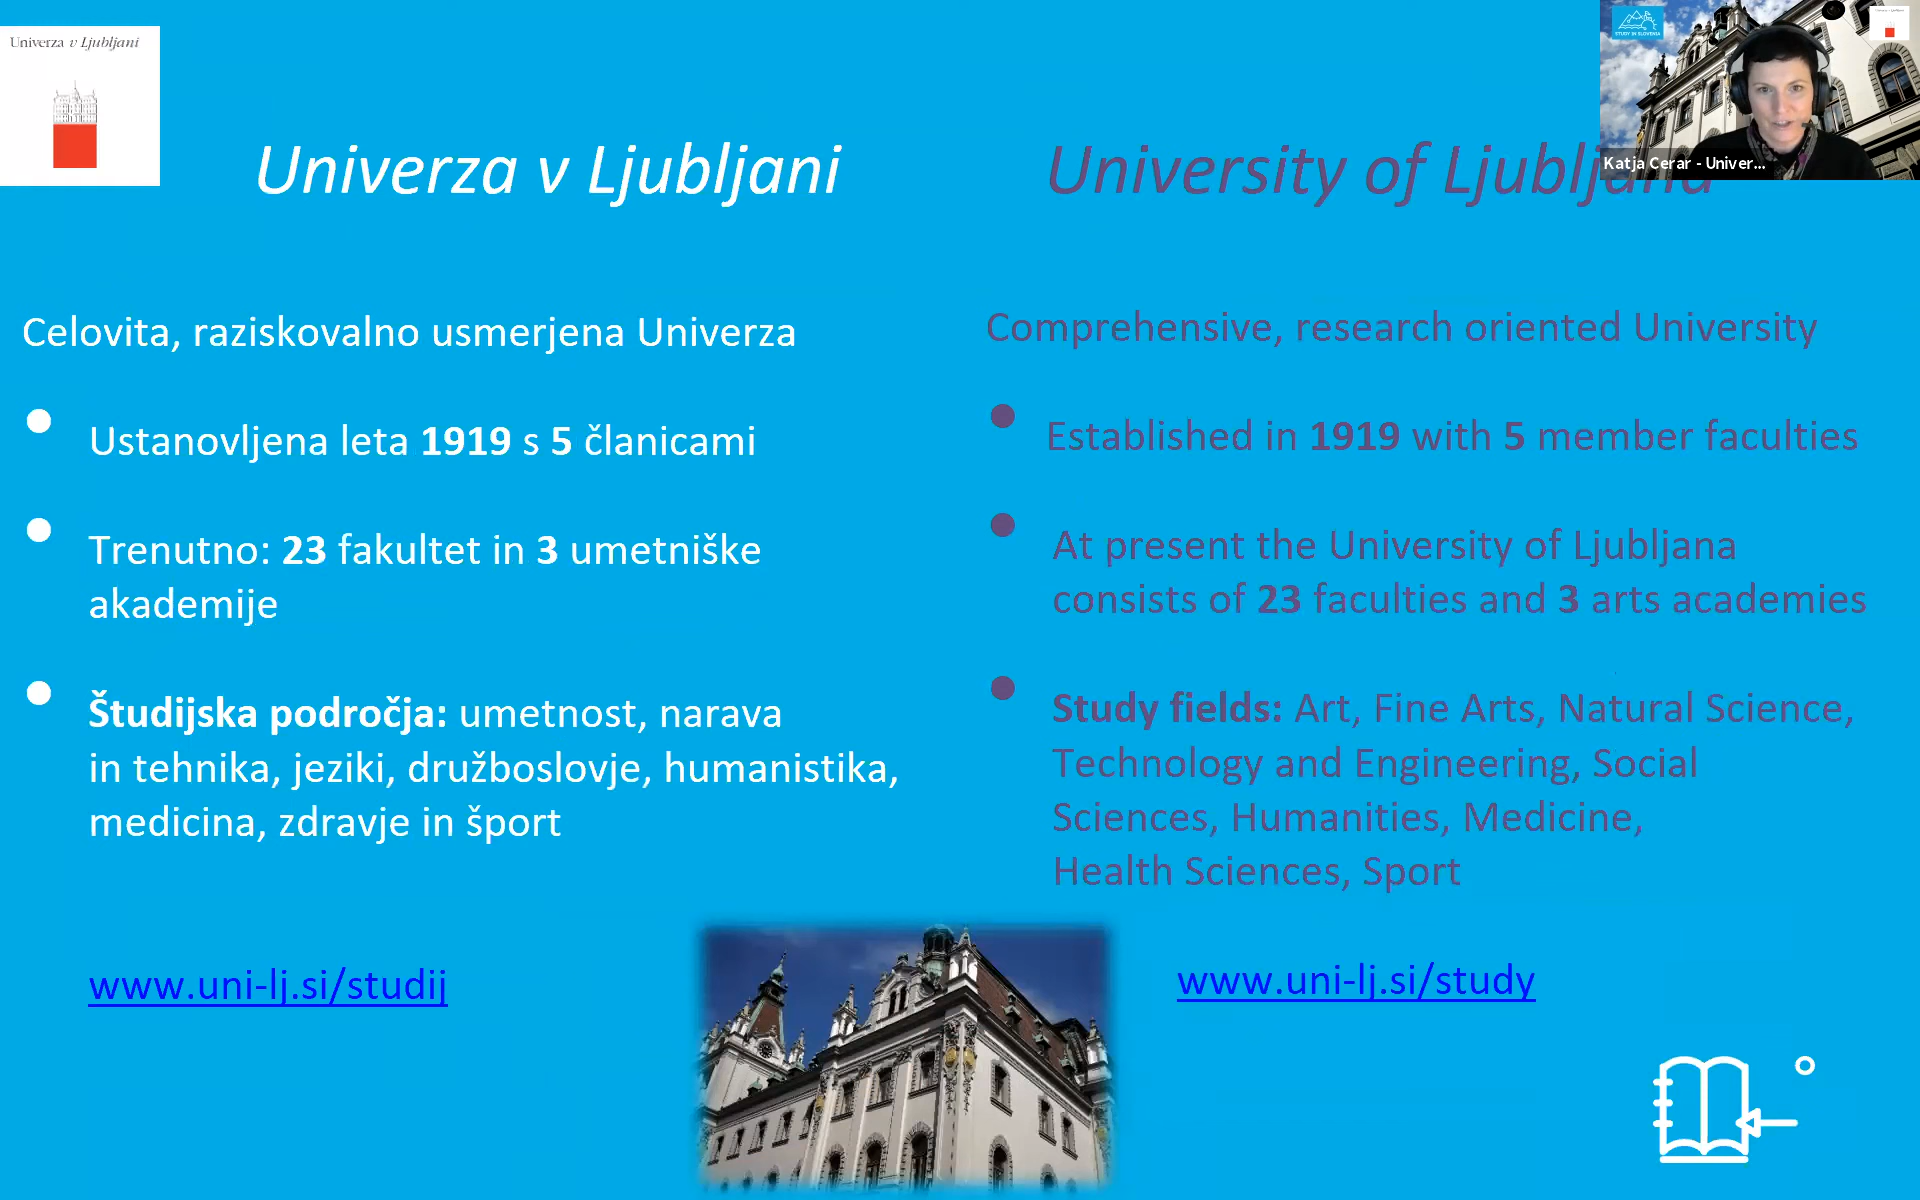 Univerza v Ljubljani
STUDY IN SLOVENIA
Katja Cerar - Univer...
Univerza v Ljubljani
University of Ljubljana
Celovita, raziskovalno usmerjena Univerza
Ustanovljena leta 1919 s 5 članicami
Trenutno: 23 fakultet in 3 umetniške
akademije
Študijska področja: umetnost, narava
in tehnika, jeziki, družboslovje, humanistika,
medicina, zdravje in šport
www.uni-lj.si/studij
Comprehensive, research oriented University
Established in 1919 with 5 member faculties
At present the University of Ljubljana
consists of 23 faculties and 3 arts academies
Study fields: Art, Fine Arts, Natural Science,
Technology and Engineering, Social
Sciences, Humanities, Medicine,
Health Sciences, Sport
www.uni-lj.si/study